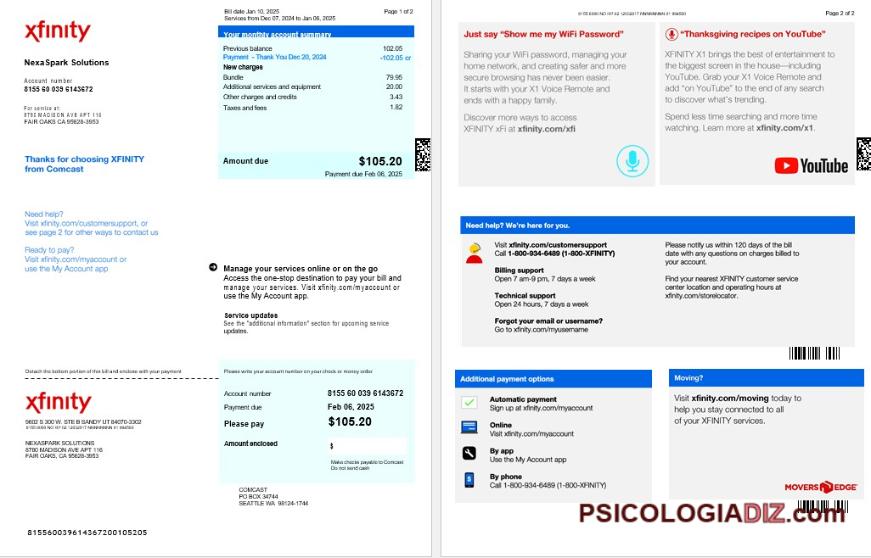 Bill date Jan 10, 2025
Services from Dec 07, 2024 to Jan 06, 2025
Page 1 of 2
xfinity
NexaSpark Solutions
Account number
8155 60 039 6143672
For service at:
8780 MADISON AVE APT 116
FAIR OAKS CA 95628-3953
Your monthly account summary
Previous balance 102.05
Payment - Thank You Dec 20, 2024 -102.05 cr
New charges
Bundle 79.95
Additional services and equipment 20.00
Other charges and credits 3.43
Taxes and fees 1.82
Amount due $105.20
Payment due Feb 06, 2025
Thanks for choosing XFINITY
from Comcast
Need help?
Visit xfinity.com/customersupport, or
see page 2 for other ways to contact us
Ready to pay?
Visit xfinity.com/myaccount or
use the My Account app
Manage your services online or on the go
Access the one-stop destination to pay your bill and
manage your services. Visit xfinity.com/myaccount or
use the My Account app.
Service updates
See the "additional information" section for upcoming service
updates.
Detach the bottom portion of this bill and enclose with your payment
Please write your account number on your check or money order
xfinity
9602 S 300 W. STE B SANDY UT 84070-3302
NEXASPARK SOLUTIONS
8780 MADISON AVE APT 116
FAIR OAKS CA 95628-3953
Account number 8155 60 039 6143672
Payment due Feb 06, 2025
Please pay $105.20
Amount enclosed $
Make checks payable to Comcast
Do not send cash
COMCAST
PO BOX 34744
SEATTLE WA 98124-1744
815560039614367200105205
Page 2 of 2
Just say “Show me my WiFi Password”
Sharing your WiFi password, managing your
home network, and creating safer and more
secure browsing has never been easier.
It starts with your X1 Voice Remote and
ends with a happy family.
Discover more ways to access
XFINITY xFi at xfinity.com/xfi
“Thanksgiving recipes on YouTube”
XFINITY X1 brings the best of entertainment to
the biggest screen in the house—including
YouTube. Grab your X1 Voice Remote and
add “on YouTube” to the end of any search
to discover what's trending.
Spend less time searching and more time
watching. Learn more at xfinity.com/x1.
YouTube
Need help? We're here for you.
Visit xfinity.com/customersupport
Call 1-800-934-6489 (1-800-XFINITY)
Billing support
Open 7 am-9 pm, 7 days a week
Technical support
Open 24 hours, 7 days a week
Forgot your email or username?
Go to xfinity.com/myusername
Please notify us within 120 days of the bill
date with any questions on charges billed to
your account.
Find your nearest XFINITY customer service
center location and operating hours at
xfinity.com/storelocator.
Additional payment options
Automatic payment
Sign up at xfinity.com/myaccount
Online
Visit xfinity.com/myaccount
By app
Use the My Account app
By phone
Call 1-800-934-6489 (1-800-XFINITY)
Moving?
Visit xfinity.com/moving today to
help you stay connected to all
of your XFINITY services.
MOVERS EDGE
PSICOLOGIADIZ.com